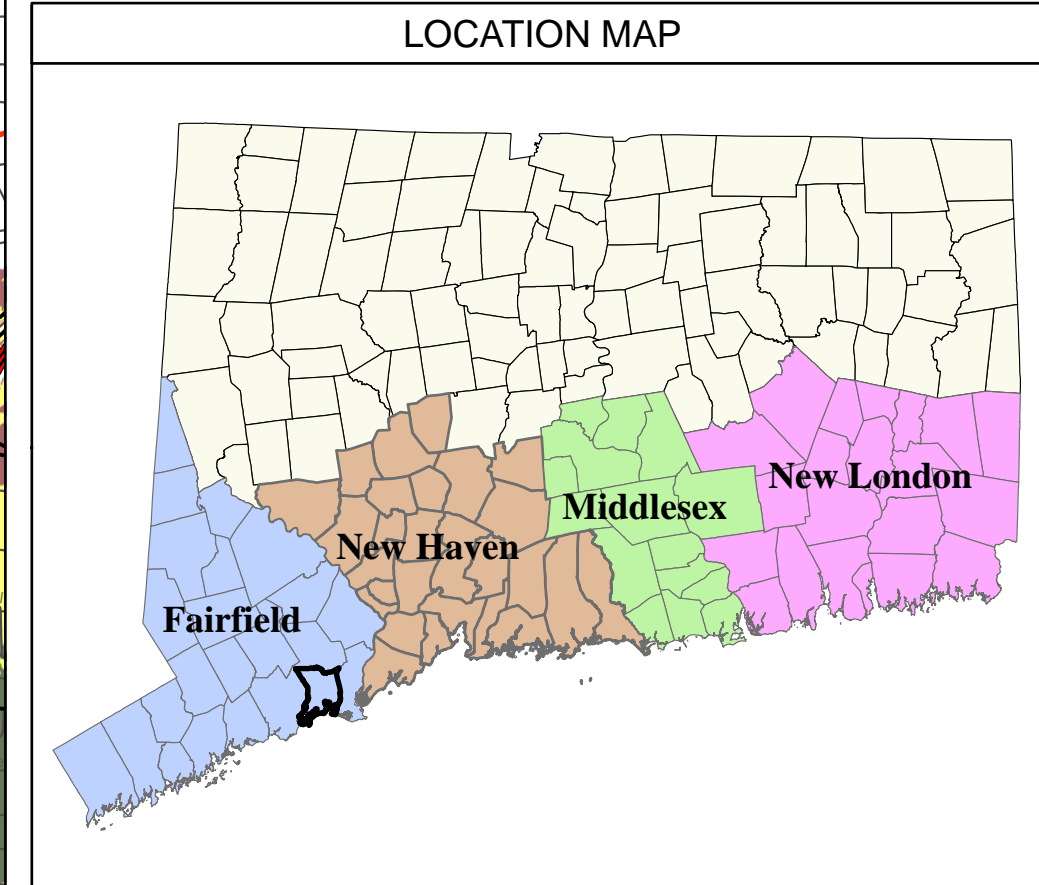 LOCATION MAP
New London
Middlesex
New Haven
Fairfield